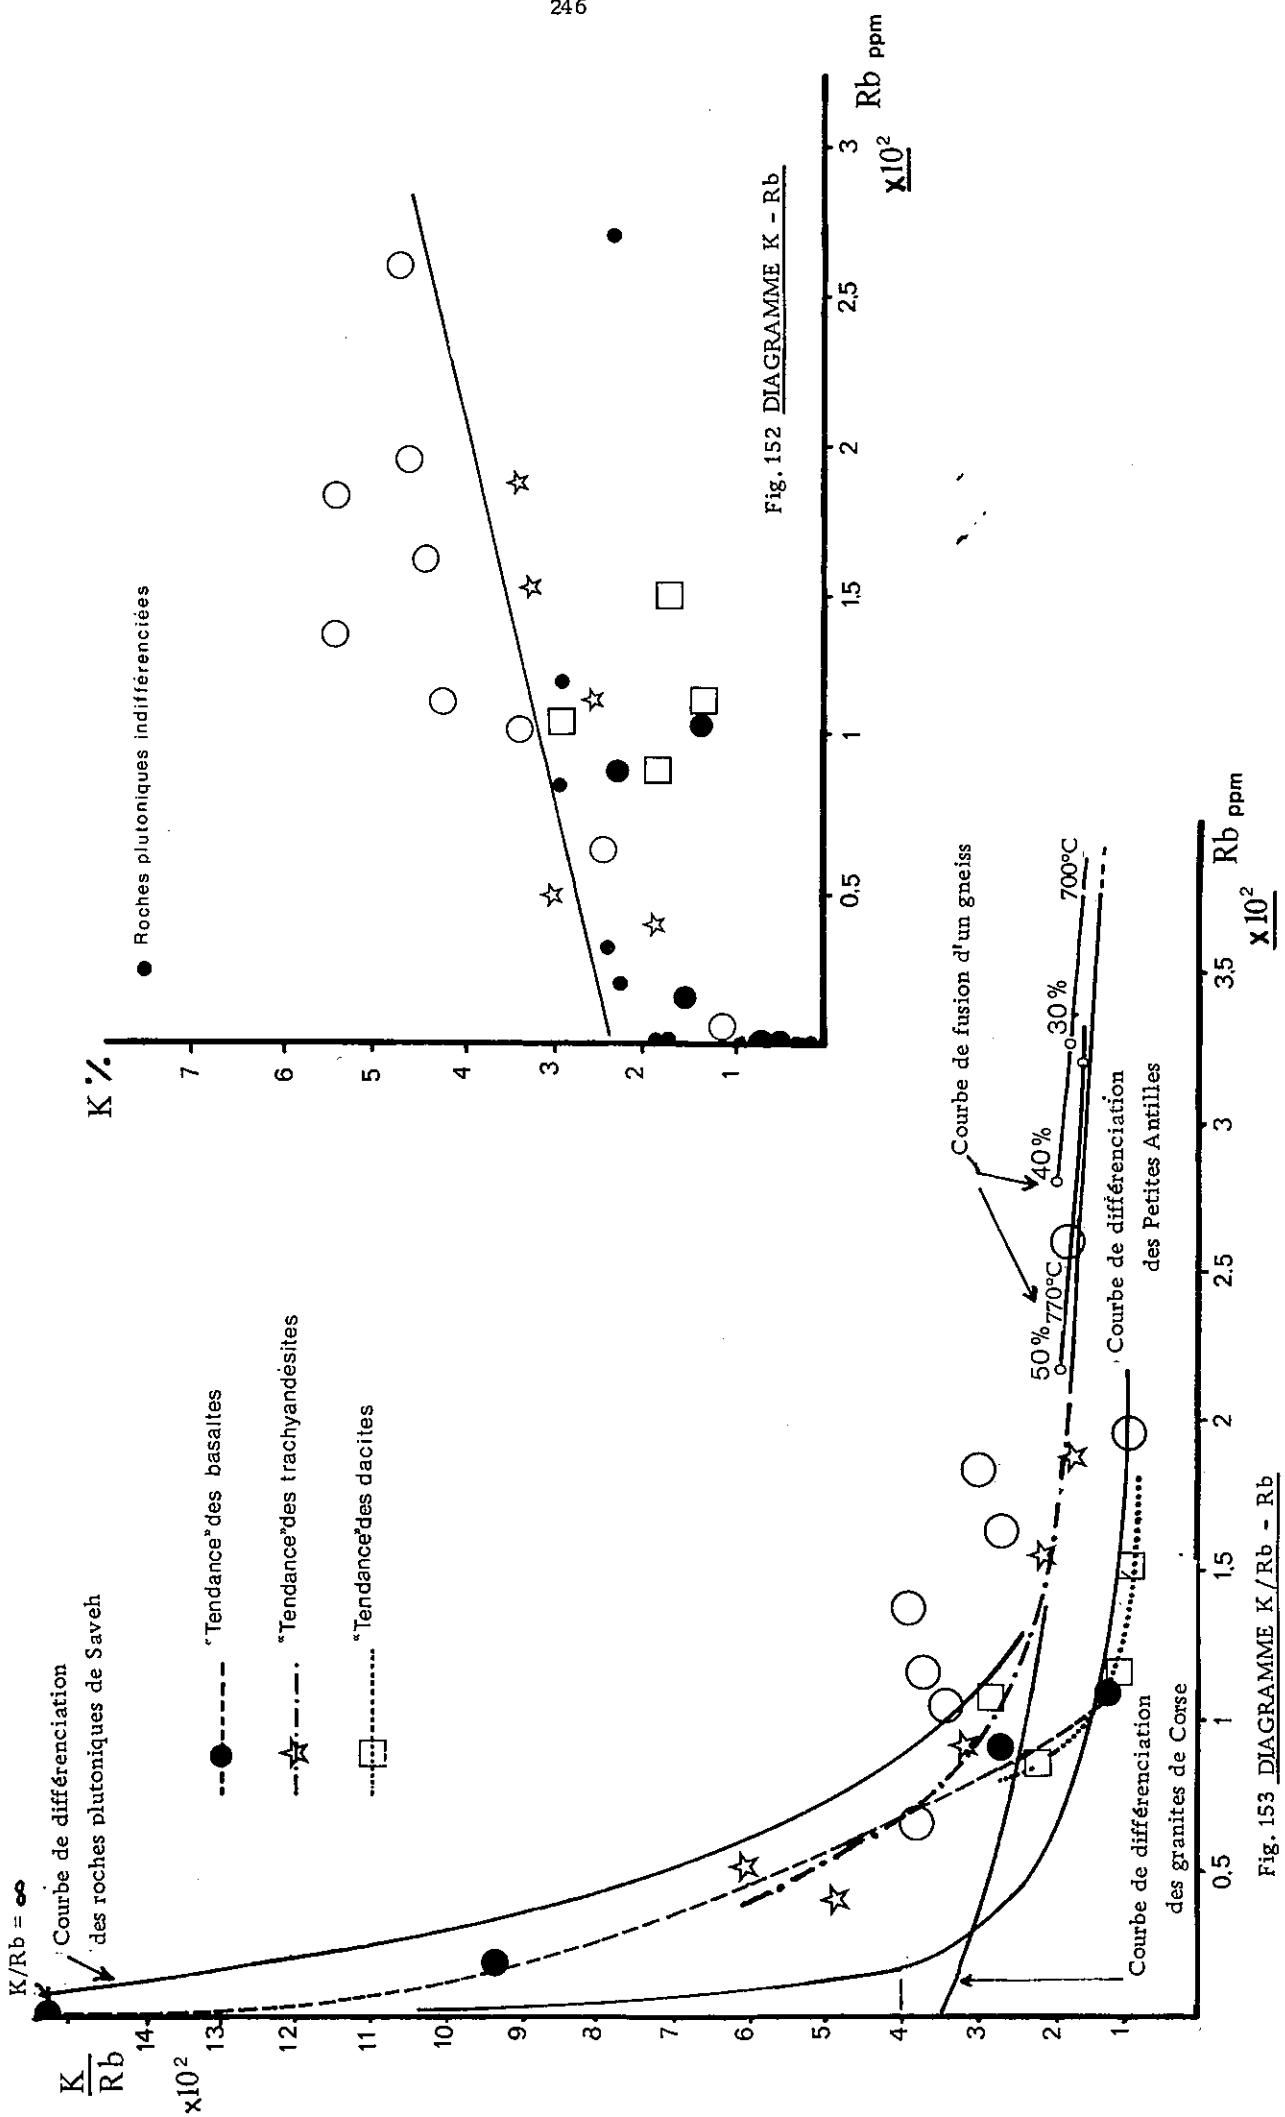 246
K %
7
6
5
4
3
2
1
● Roches plutoniques indifférenciées
0.5
1
1.5
2
2.5
3
Rb ppm
x10²
Fig. 152 DIAGRAMME K - Rb
K/Rb = ∞
Courbe de différenciation
des roches plutoniques de Saveh
K
Rb
x10²
14
13
12
11
10
9
8
7
6
5
4
3
2
1
"Tendance" des basaltes
"Tendance" des trachyandésites
"Tendance" des dacites
Courbe de fusion d'un gneiss
50%
770°C
40%
30%
700°C
Courbe de différenciation
des Petites Antilles
Courbe de différenciation
des granites de Corse
0.5
1
1.5
2
2.5
3
3.5
Rb ppm
x10²
Fig. 153 DIAGRAMME K/Rb - Rb